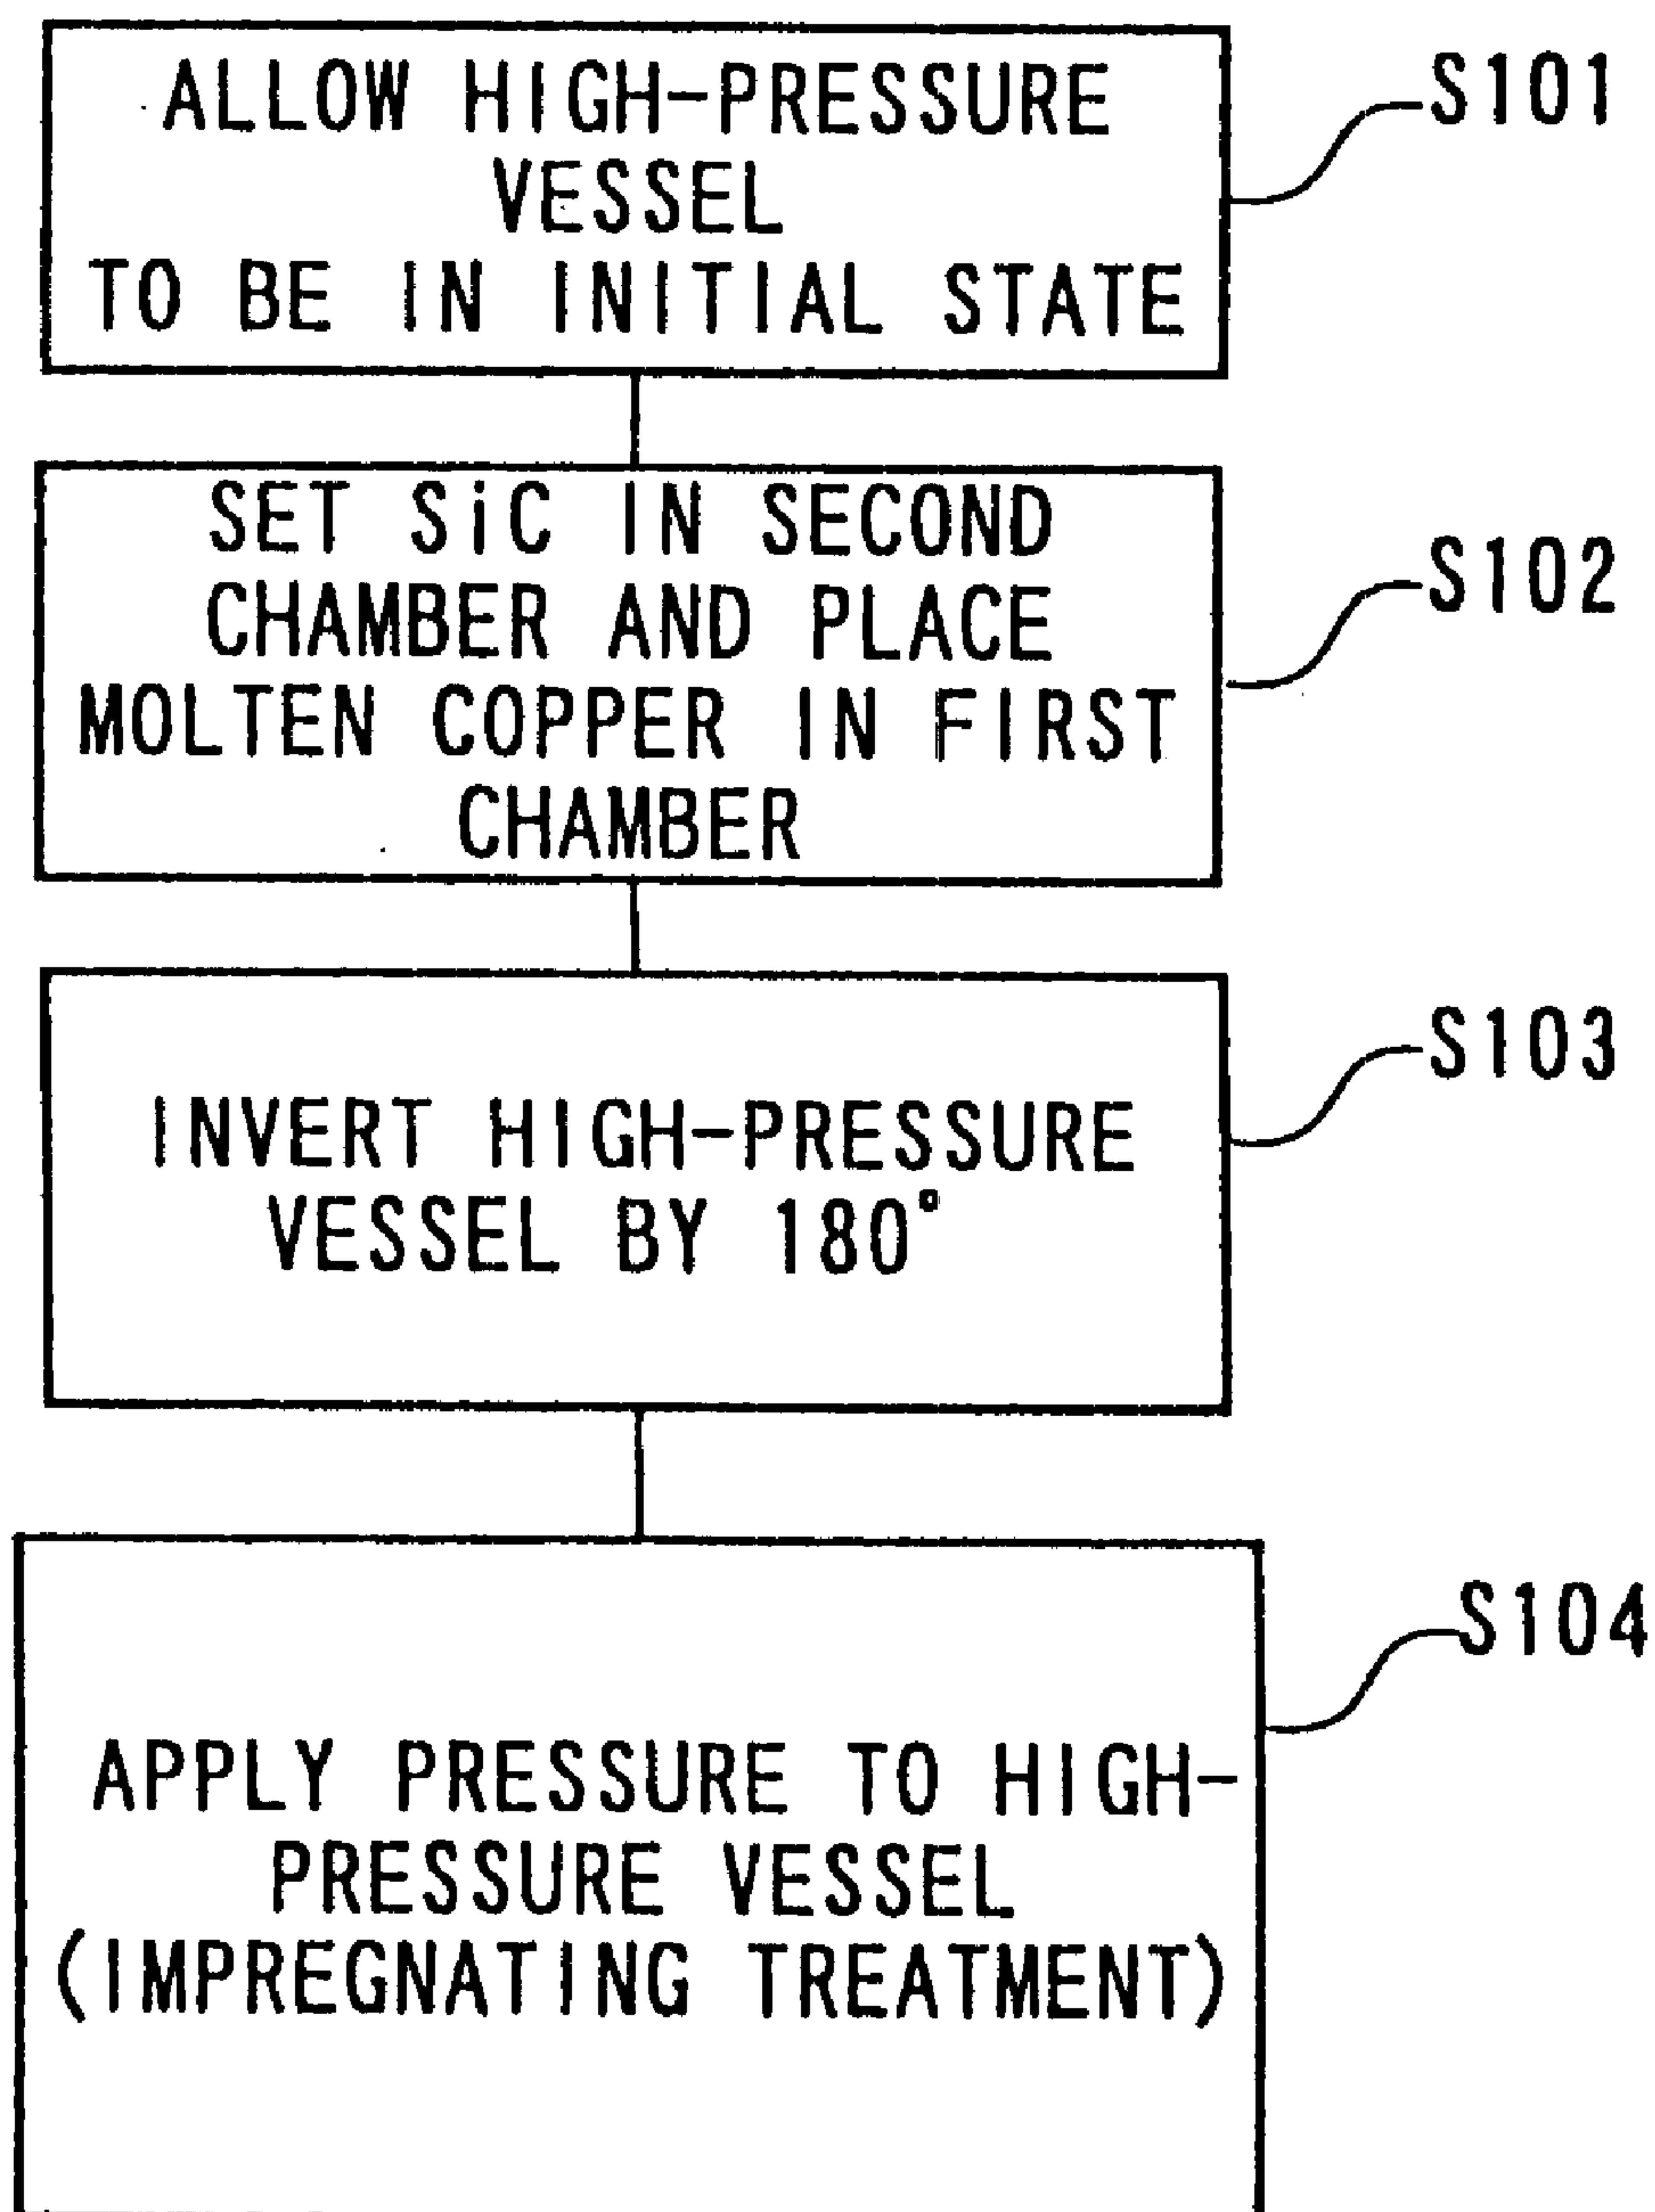 ALLOW HIGH-PRESSURE
VESSEL
TO BE IN INITIAL STATE
S101
SET SiC IN SECOND
CHAMBER AND PLACE
MOLTEN COPPER IN FIRST
CHAMBER
S102
INVERT HIGH-PRESSURE
VESSEL BY 180°
S103
APPLY PRESSURE TO HIGH-
PRESSURE VESSEL
(IMPREGNATING TREATMENT)
S104